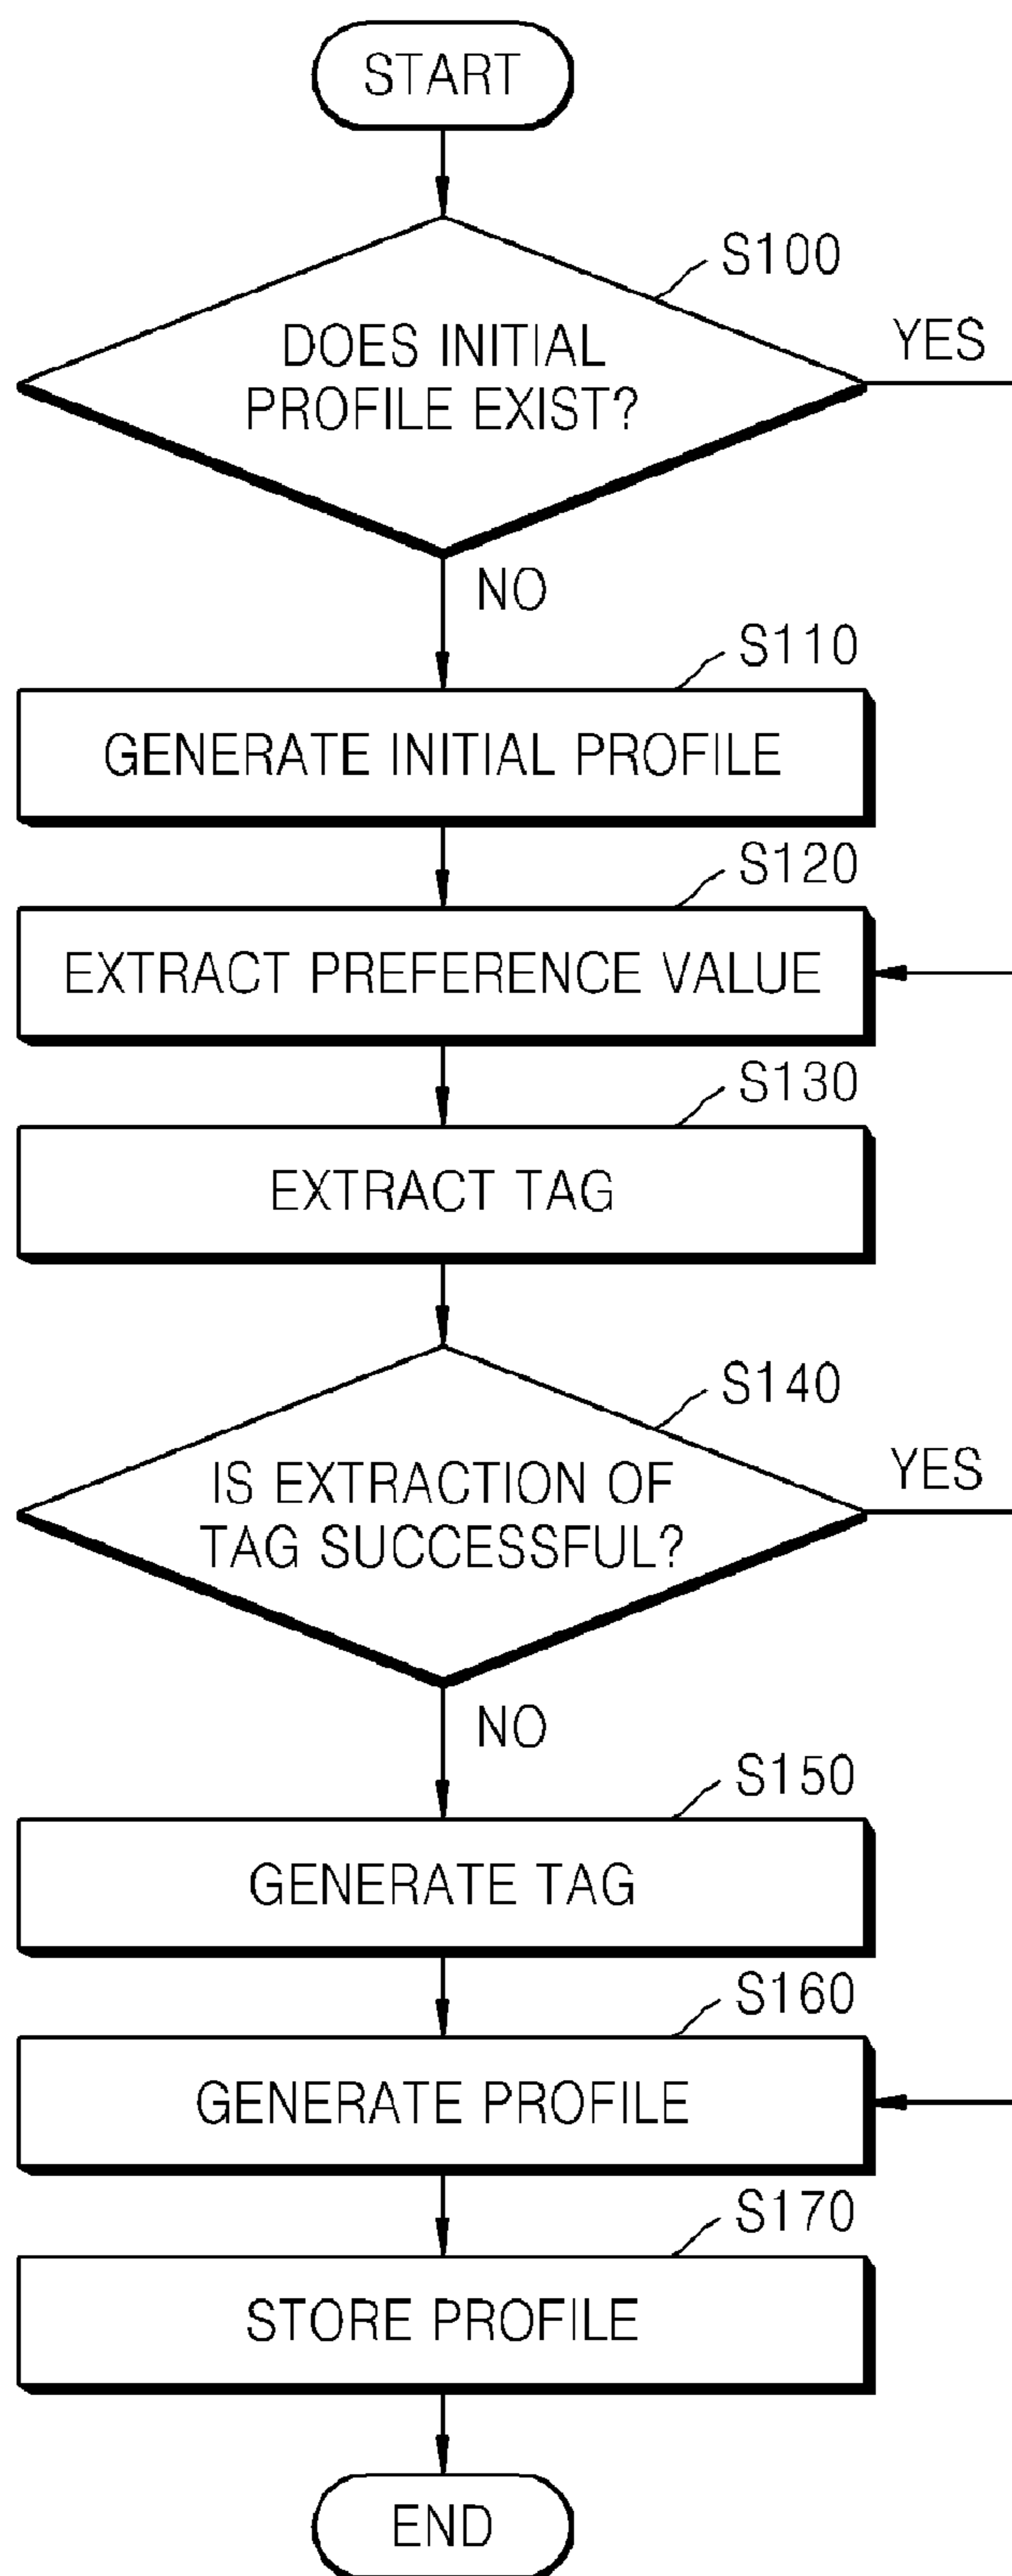 START
S100
DOES INITIAL
PROFILE EXIST?
YES
NO
S110
GENERATE INITIAL PROFILE
S120
EXTRACT PREFERENCE VALUE
S130
EXTRACT TAG
S140
IS EXTRACTION OF
TAG SUCCESSFUL?
YES
NO
S150
GENERATE TAG
S160
GENERATE PROFILE
S170
STORE PROFILE
END